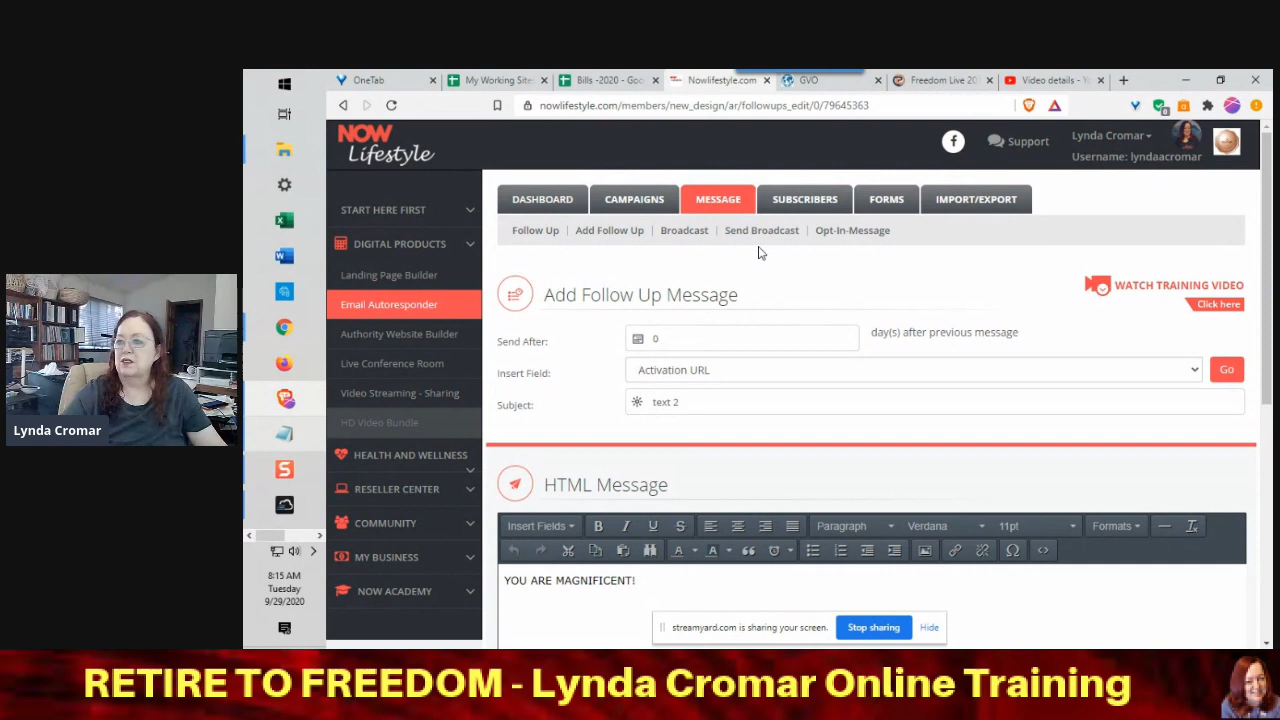 OneTab
My Working Site
Bills -2020 - Goo
Nowlifestyle.com
GVO
Freedom Live 20
Video details - Yo
nowlifestyle.com/members/new_design/ar/followups_edit/0/79645363
NOW
Lifestyle
Support
Lynda Cromar
Username: lyndaacromar
START HERE FIRST
DIGITAL PRODUCTS
Landing Page Builder
Email Autoresponder
Authority Website Builder
Live Conference Room
Video Streaming - Sharing
HD Video Bundle
HEALTH AND WELLNESS
RESELLER CENTER
COMMUNITY
MY BUSINESS
NOW ACADEMY
DASHBOARD
CAMPAIGNS
MESSAGE
SUBSCRIBERS
FORMS
IMPORT/EXPORT
Follow Up | Add Follow Up | Broadcast | Send Broadcast | Opt-In-Message
Add Follow Up Message
WATCH TRAINING VIDEO
Click here
Send After:
0
day(s) after previous message
Insert Field:
Activation URL
Go
Subject:
text 2
HTML Message
Insert Fields
Paragraph
Verdana
11pt
Formats
YOU ARE MAGNIFICENT!
streamyard.com is sharing your screen.
Stop sharing
Hide
8:15 AM
Tuesday
9/29/2020
Lynda Cromar
RETIRE TO FREEDOM - Lynda Cromar Online Training